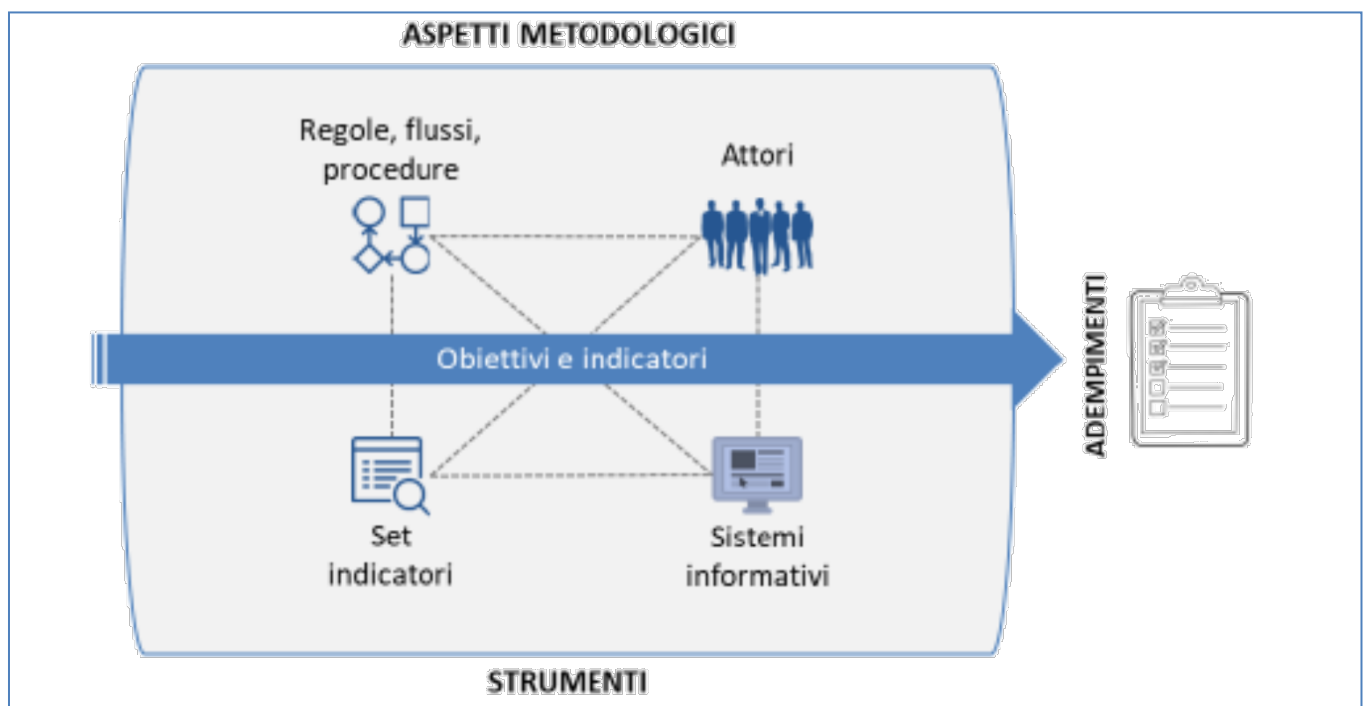 ASPETTI METODOLOGICI
Regole, flussi,
procedure
Attori
Obiettivi e indicatori
ADEMPIMENTI
Set
indicatori
Sistemi
informativi
STRUMENTI